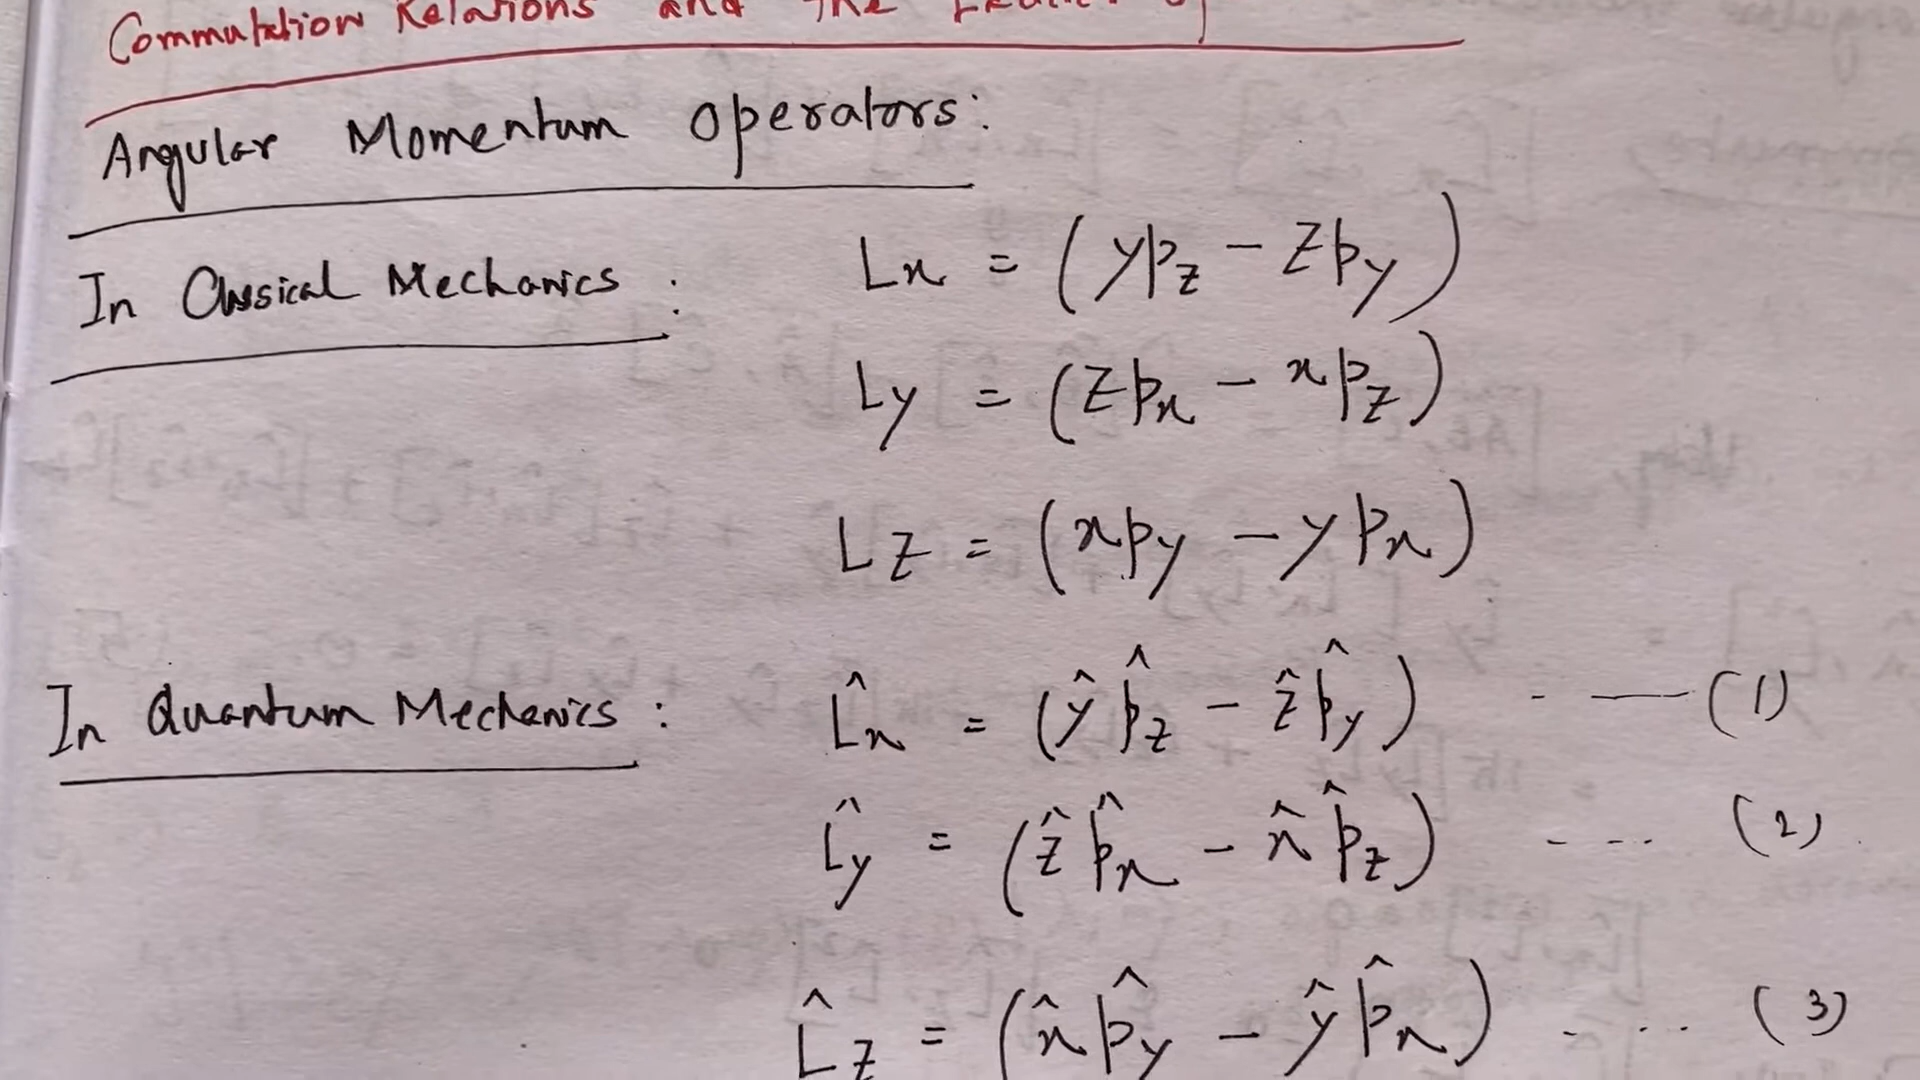 Commutation Relations and the
Angular Momentum Operators:
In Classical Mechanics : Lx = (ypz - zpy)
Ly = (zpx - xpz)
Lz = (xpy - ypx)
In Quantum Mechanics : L̂x = (ŷp̂z - ẑp̂y) - — (1)
L̂y = (ẑp̂x - x̂p̂z) - - - - (2)
L̂z = (x̂p̂y - ŷp̂x) - - - - (3)